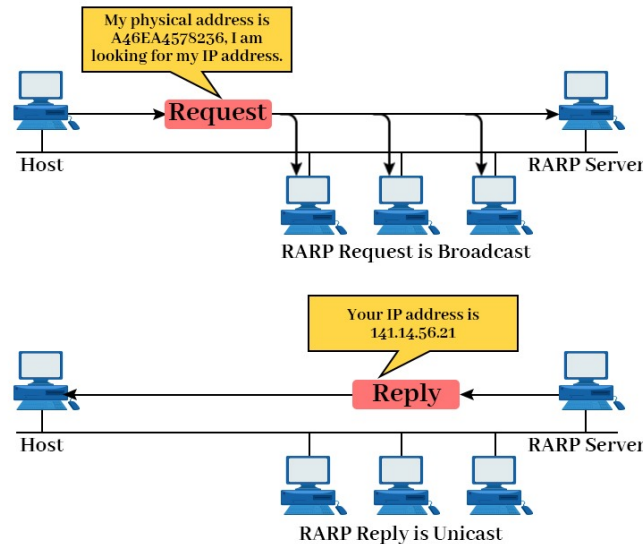 My physical address is
A46EA4578236, I am
looking for my IP address.
Request
Host
RARP Server
RARP Request is Broadcast
Your IP address is
141.14.56.21
Reply
Host
RARP Server
RARP Reply is Unicast